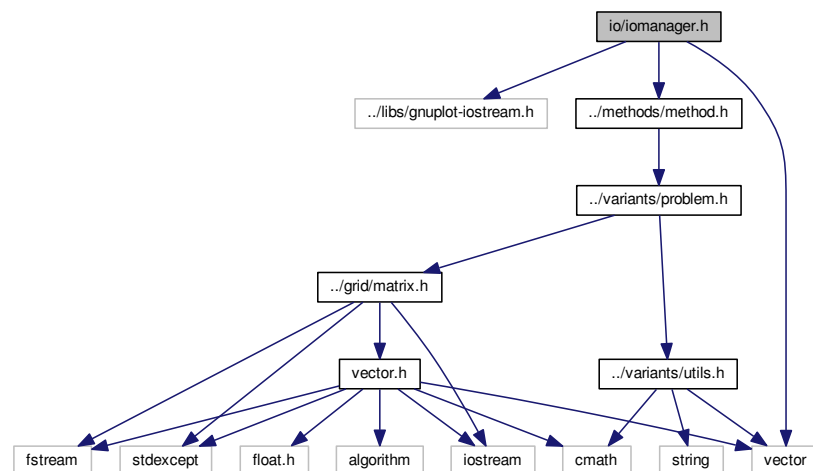 io/iomanager.h
../libs/gnuplot-iostream.h
../methods/method.h
../variants/problem.h
../grid/matrix.h
vector.h
../variants/utils.h
fstream
stdexcept
float.h
algorithm
iostream
cmath
string
vector